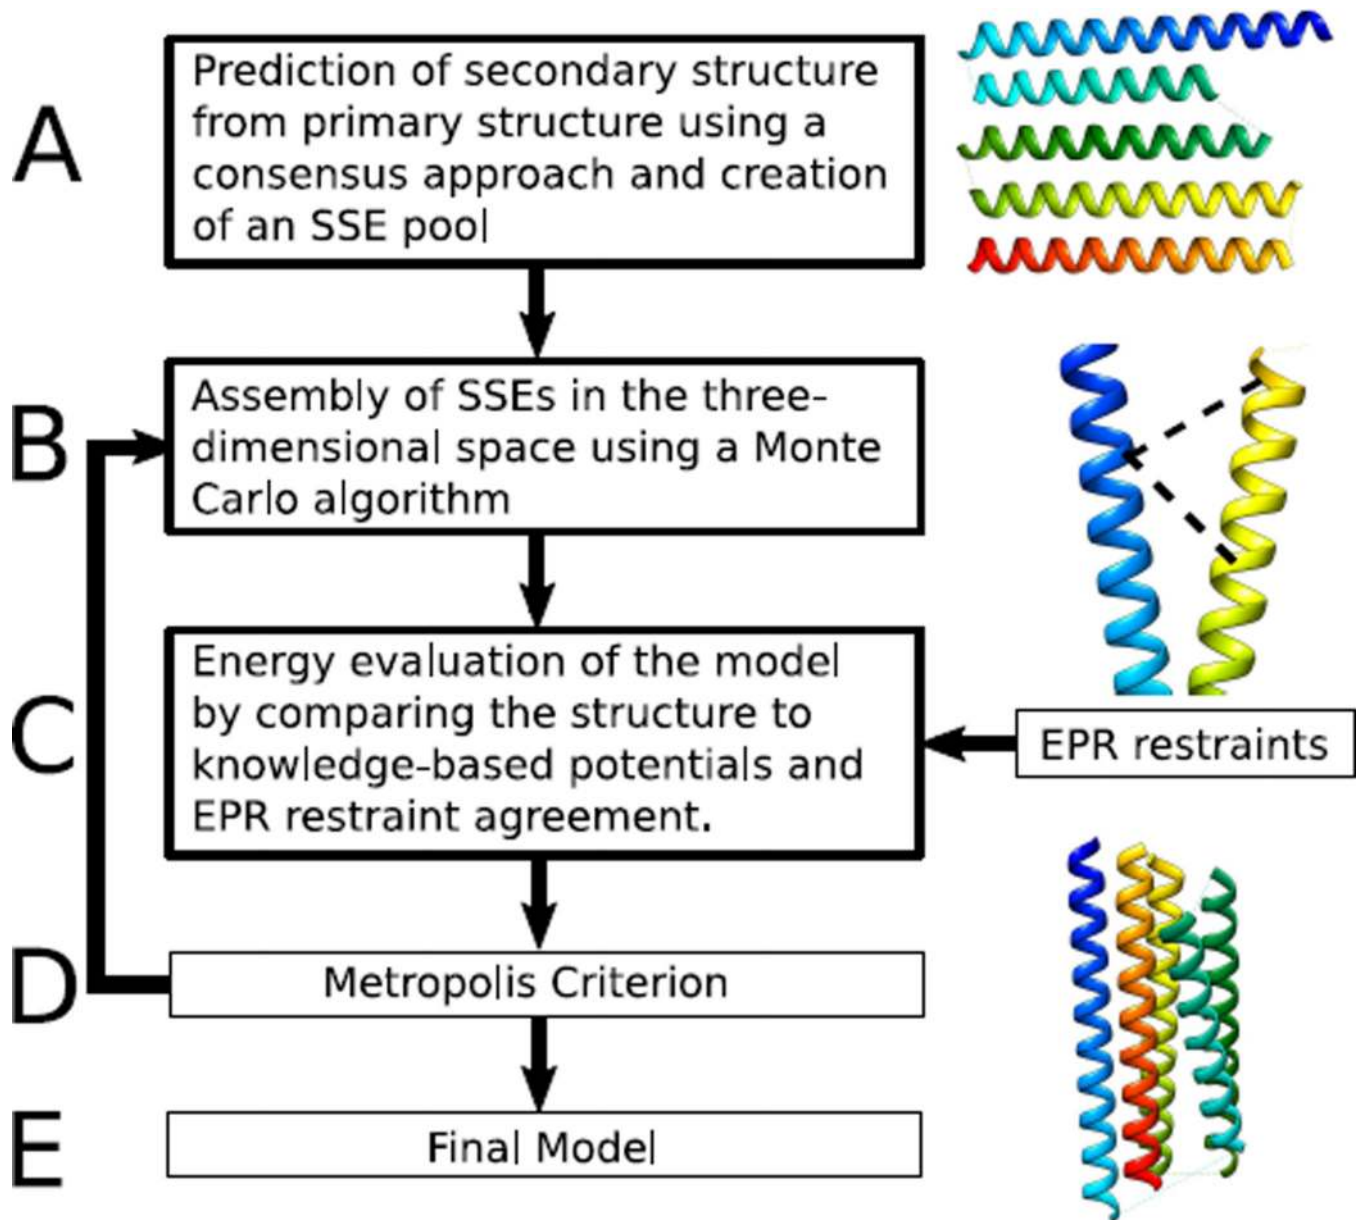 A
Prediction of secondary structure
from primary structure using a
consensus approach and creation
of an SSE pool
B
Assembly of SSEs in the three-
dimensional space using a Monte
Carlo algorithm
C
Energy evaluation of the model
by comparing the structure to
knowledge-based potentials and
EPR restraint agreement.
EPR restraints
D
Metropolis Criterion
E
Final Model